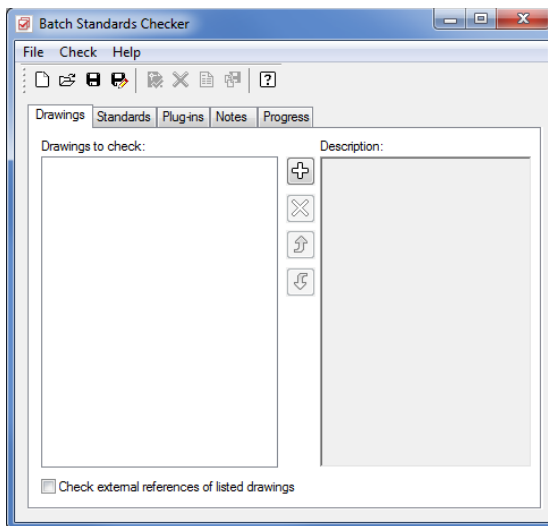 Batch Standards Checker
File Check Help
Drawings Standards Plug-ins Notes Progress
Drawings to check:
Description:
Check external references of listed drawings